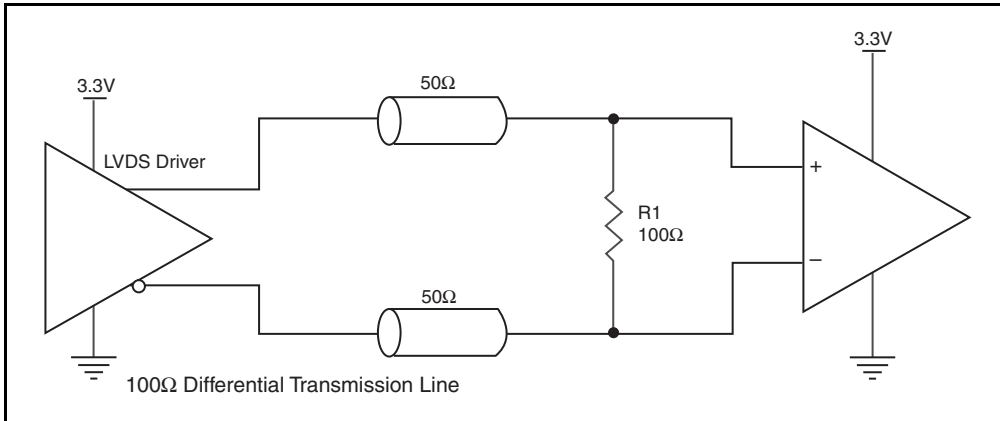 3.3V
3.3V
50Ω
LVDS Driver
+
R1
100Ω
−
50Ω
100Ω Differential Transmission Line